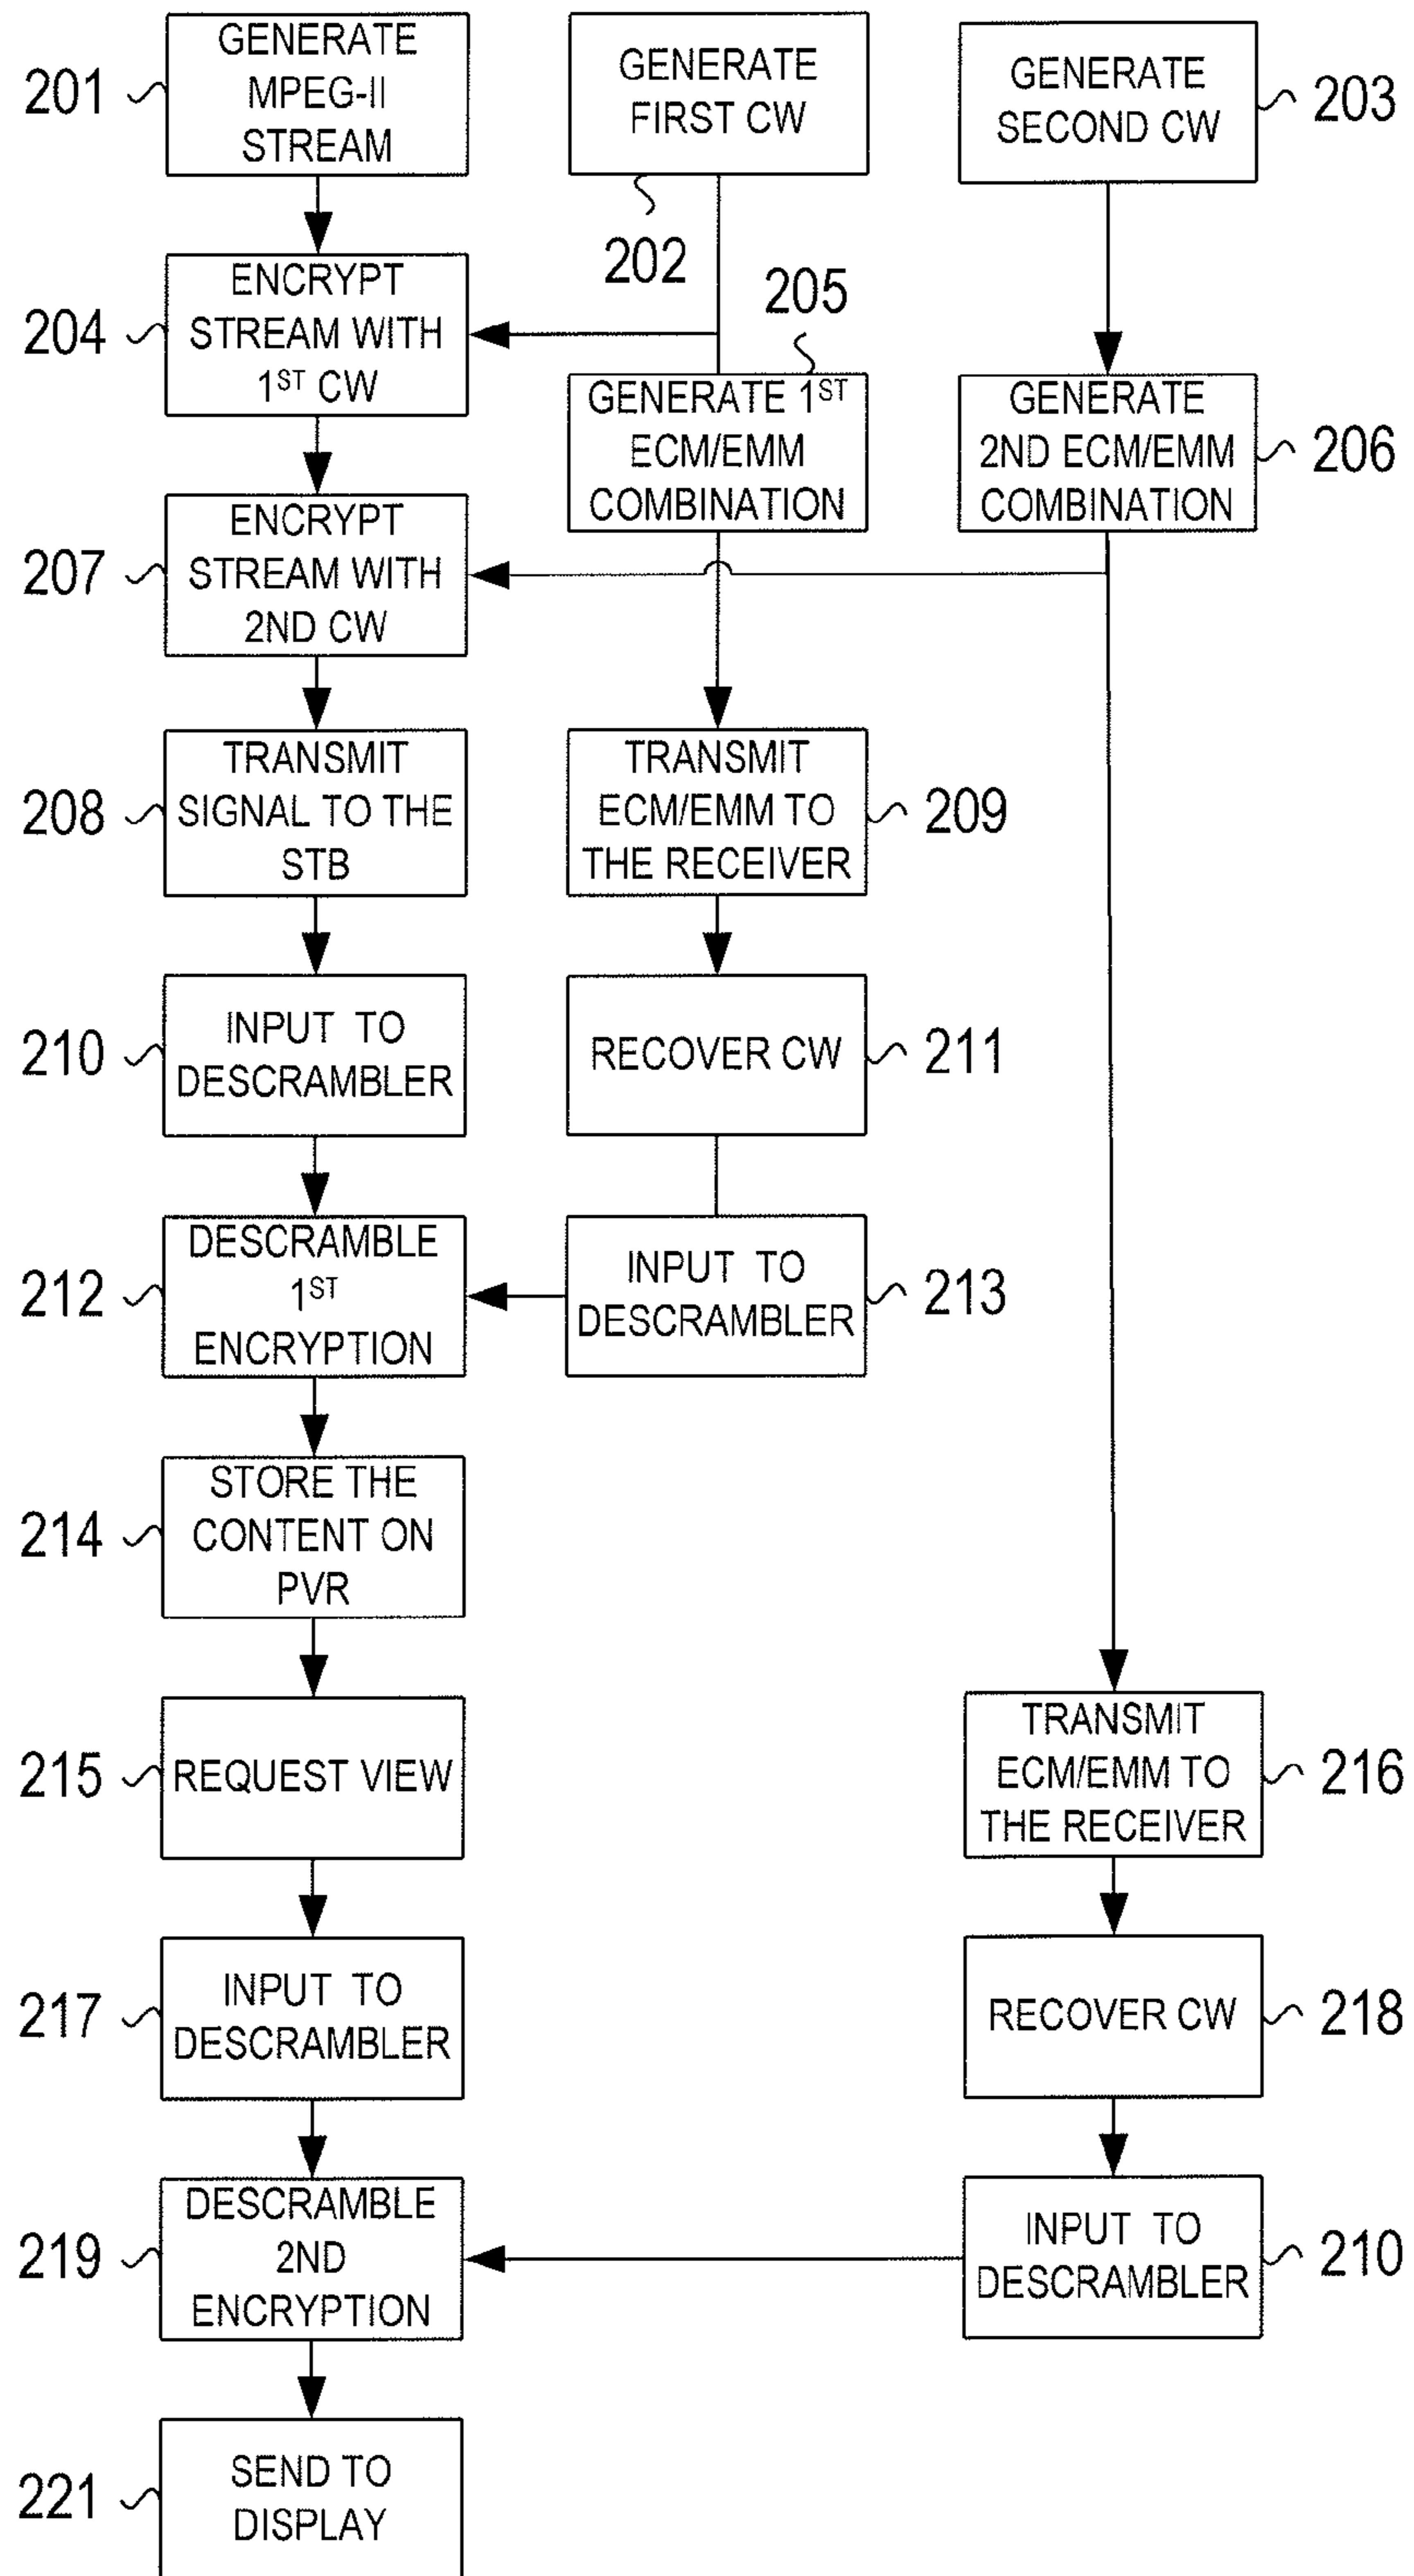 GENERATE
MPEG-II
STREAM
201
GENERATE
FIRST CW
202
GENERATE
SECOND CW
203
ENCRYPT
STREAM WITH
1ST CW
204
205
GENERATE 1ST
ECM/EMM
COMBINATION
GENERATE
2ND ECM/EMM
COMBINATION
206
ENCRYPT
STREAM WITH
2ND CW
207
TRANSMIT
SIGNAL TO THE
STB
208
TRANSMIT
ECM/EMM TO
THE RECEIVER
209
INPUT TO
DESCRAMBLER
210
RECOVER CW
211
DESCRAMBLE
1ST
ENCRYPTION
212
INPUT TO
DESCRAMBLER
213
STORE THE
CONTENT ON
PVR
214
REQUEST VIEW
215
TRANSMIT
ECM/EMM TO
THE RECEIVER
216
INPUT TO
DESCRAMBLER
217
RECOVER CW
218
DESCRAMBLE
2ND
ENCRYPTION
219
INPUT TO
DESCRAMBLER
210
SEND TO
DISPLAY
221